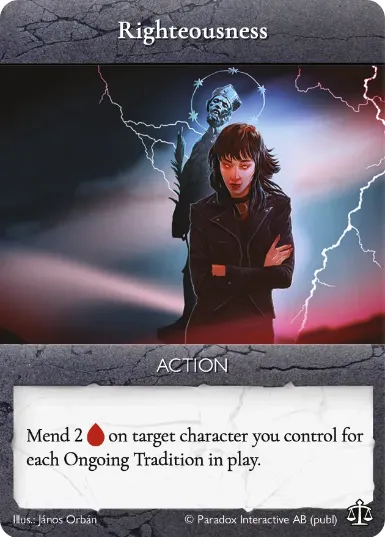 Righteousness
ACTION
Mend 2 on target character you control for
each Ongoing Tradition in play.
Illus.: János Orbán © Paradox Interactive AB (publ)